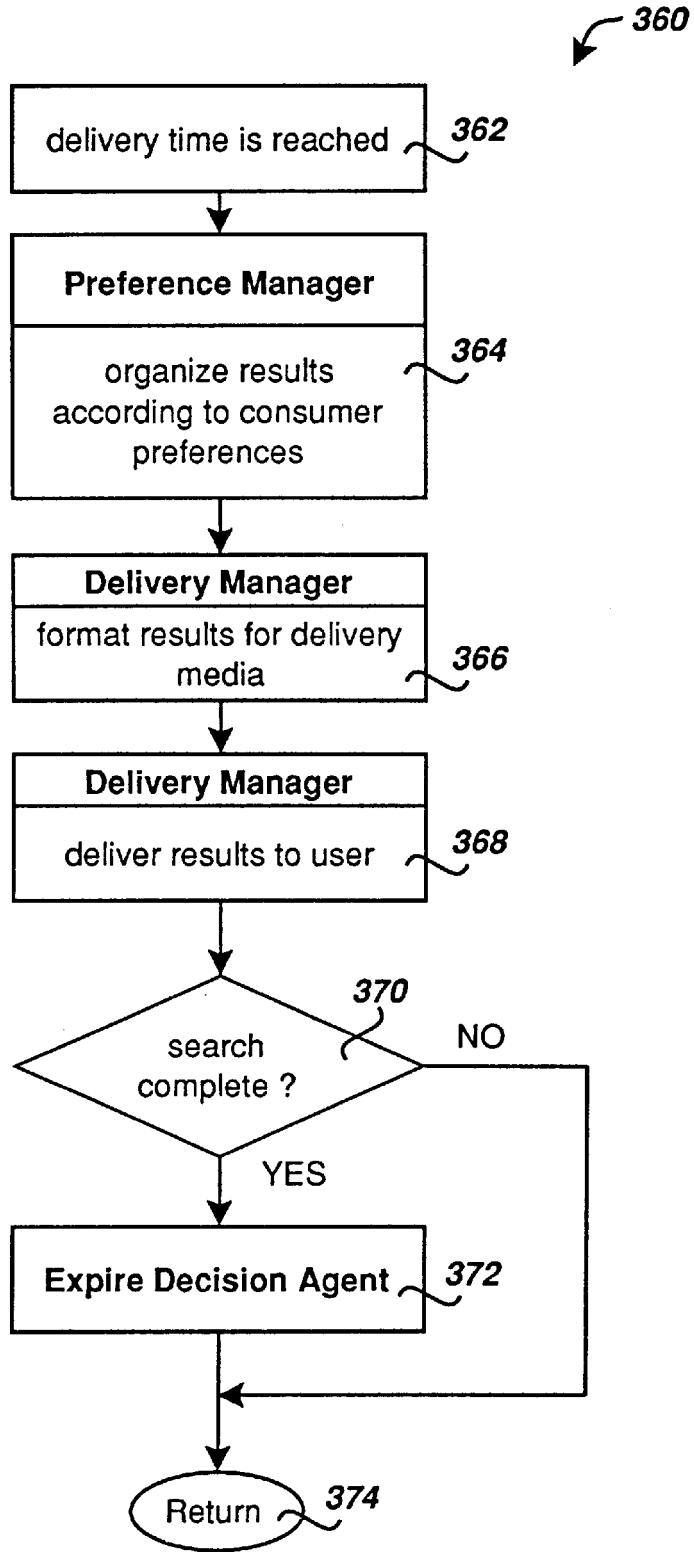 360
delivery time is reached
362
Preference Manager
364
organize results
according to consumer
preferences
Delivery Manager
format results for delivery
media
366
Delivery Manager
deliver results to user
368
370
search
complete ?
NO
YES
Expire Decision Agent
372
Return
374